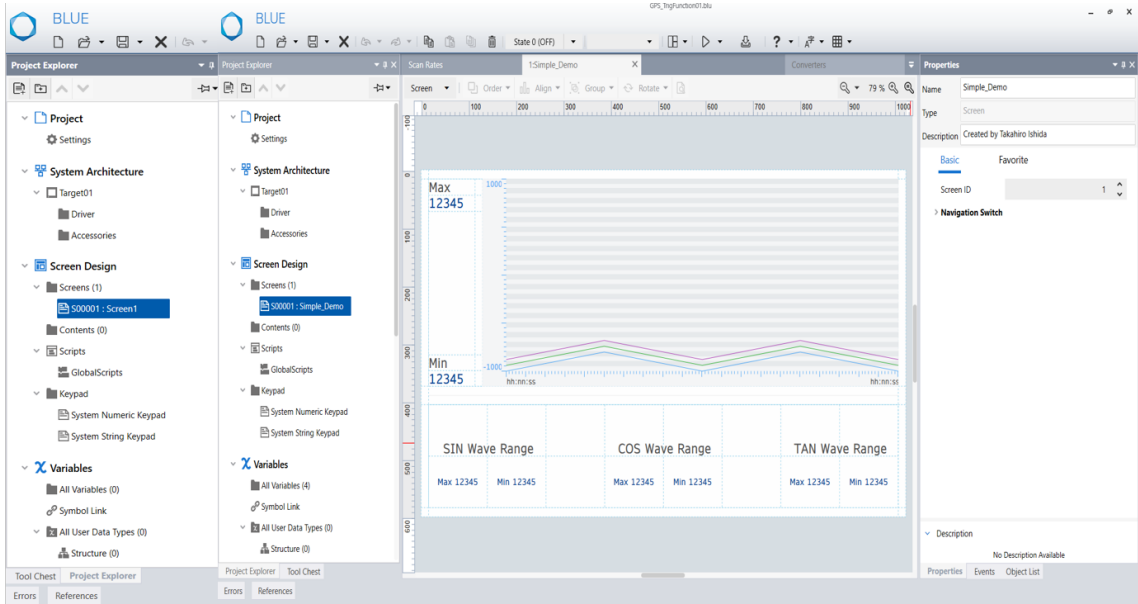 GPS_TrigFunction01.blu
BLUE
BLUE
State 0 (OFF)
Project Explorer
Project
Settings
System Architecture
Target01
Driver
Accessories
Screen Design
Screens (1)
S00001 : Screen1
Contents (0)
Scripts
GlobalScripts
Keypad
System Numeric Keypad
System String Keypad
Variables
All Variables (0)
Symbol Link
All User Data Types (0)
Structure (0)
Tool Chest
Project Explorer
Errors
References
Project Explorer
Project
Settings
System Architecture
Target01
Driver
Accessories
Screen Design
Screens (1)
S00001 : Simple_Demo
Contents (0)
Scripts
GlobalScripts
Keypad
System Numeric Keypad
System String Keypad
Variables
All Variables (4)
Symbol Link
All User Data Types (0)
Structure (0)
Project Explorer
Tool Chest
Errors
References
Scan Rates
1:Simple_Demo
Converters
Screen
Order
Align
Group
Rotate
79 %
0 100 200 300 400 500 600 700 800 900 1000
-100
0
100
200
300
400
500
600
Max
12345
1000
Min
12345
-1000
hh:nn:ss
hh:nn:ss
SIN Wave Range
COS Wave Range
TAN Wave Range
Max 12345 Min 12345
Max 12345 Min 12345
Max 12345 Min 12345
Properties
Name Simple_Demo
Type Screen
Description Created by Takahiro Ishida
Basic Favorite
Screen ID 1
Navigation Switch
Description
No Description Available
Properties Events Object List